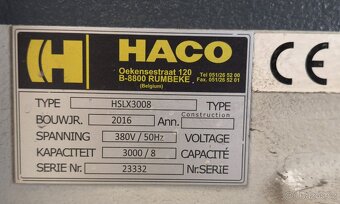 HACO
Oekensestraat 120
B-8800 RUMBEKE
(Belgium)
Tel 051/26 52 00
Fax. 051/26 52 01
CE
TYPE HSLX3008 TYPE
BOUWJR. 2016 Ann. Construction
SPANNING 380V / 50Hz VOLTAGE
KAPACITEIT 3000 / 8 CAPACITÉ
SERIE Nr. 23332 Nr.SERIE